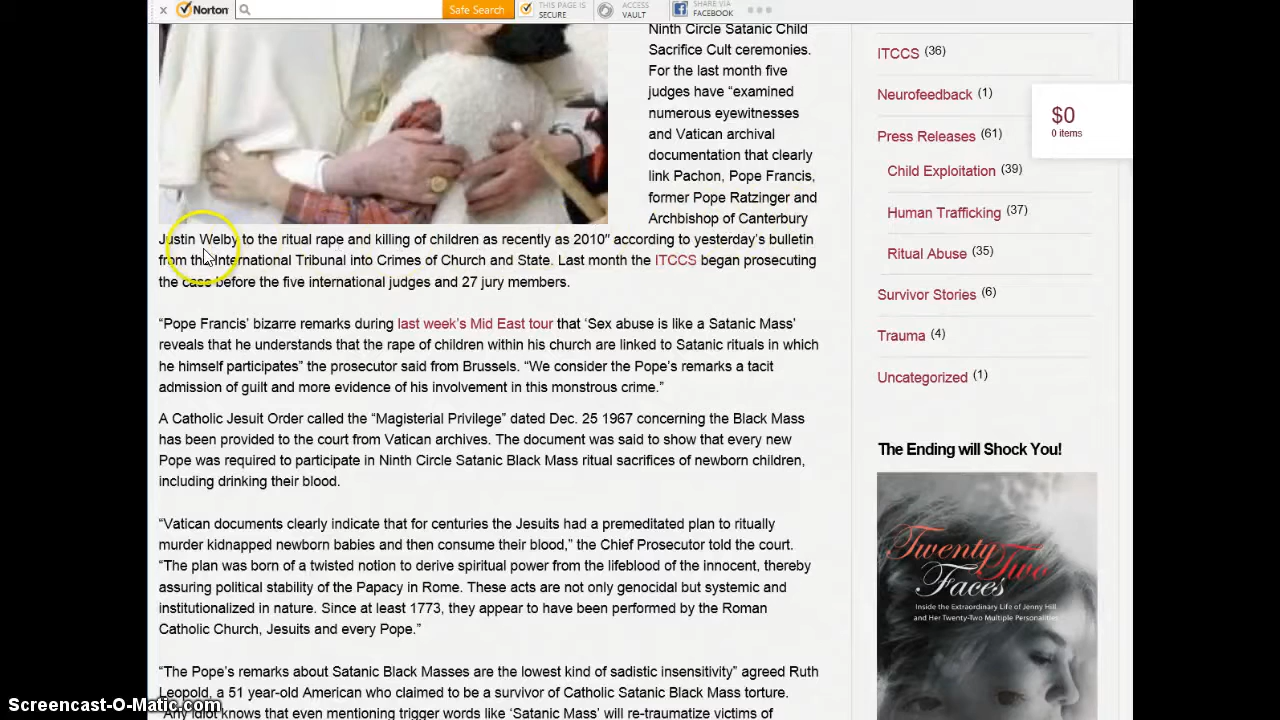 Norton
Safe Search
THIS PAGE IS
SECURE
ACCESS
VAULT
SHARE VIA
FACEBOOK
Ninth Circle Satanic Child
Sacrifice Cult ceremonies.
For the last month five
judges have “examined
numerous eyewitnesses
and Vatican archival
documentation that clearly
link Pachon, Pope Francis,
former Pope Ratzinger and
Archbishop of Canterbury
Justin Welby to the ritual rape and killing of children as recently as 2010″ according to yesterday’s bulletin
from the International Tribunal into Crimes of Church and State. Last month the ITCCS began prosecuting
the case before the five international judges and 27 jury members.
“Pope Francis’ bizarre remarks during last week’s Mid East tour that ‘Sex abuse is like a Satanic Mass’
reveals that he understands that the rape of children within his church are linked to Satanic rituals in which
he himself participates” the prosecutor said from Brussels. “We consider the Pope’s remarks a tacit
admission of guilt and more evidence of his involvement in this monstrous crime.”
A Catholic Jesuit Order called the “Magisterial Privilege” dated Dec. 25 1967 concerning the Black Mass
has been provided to the court from Vatican archives. The document was said to show that every new
Pope was required to participate in Ninth Circle Satanic Black Mass ritual sacrifices of newborn children,
including drinking their blood.
“Vatican documents clearly indicate that for centuries the Jesuits had a premeditated plan to ritually
murder kidnapped newborn babies and then consume their blood,” the Chief Prosecutor told the court.
“The plan was born of a twisted notion to derive spiritual power from the lifeblood of the innocent, thereby
assuring political stability of the Papacy in Rome. These acts are not only genocidal but systemic and
institutionalized in nature. Since at least 1773, they appear to have been performed by the Roman
Catholic Church, Jesuits and every Pope.”
“The Pope’s remarks about Satanic Black Masses are the lowest kind of sadistic insensitivity” agreed Ruth
Leopold, a 51 year-old American who claimed to be a survivor of Catholic Satanic Black Mass torture.
“Any idiot knows that even mentioning trigger words like ‘Satanic Mass’ will re-traumatize victims of
ITCCS (36)
Neurofeedback (1)
Press Releases (61)
Child Exploitation (39)
Human Trafficking (37)
Ritual Abuse (35)
Survivor Stories (6)
Trauma (4)
Uncategorized (1)
$0
0 items
The Ending will Shock You!
Twenty Two
Faces
Inside the Extraordinary Life of Jenny Hill
and Her Twenty-Two Multiple Personalities
Screencast-O-Matic.com